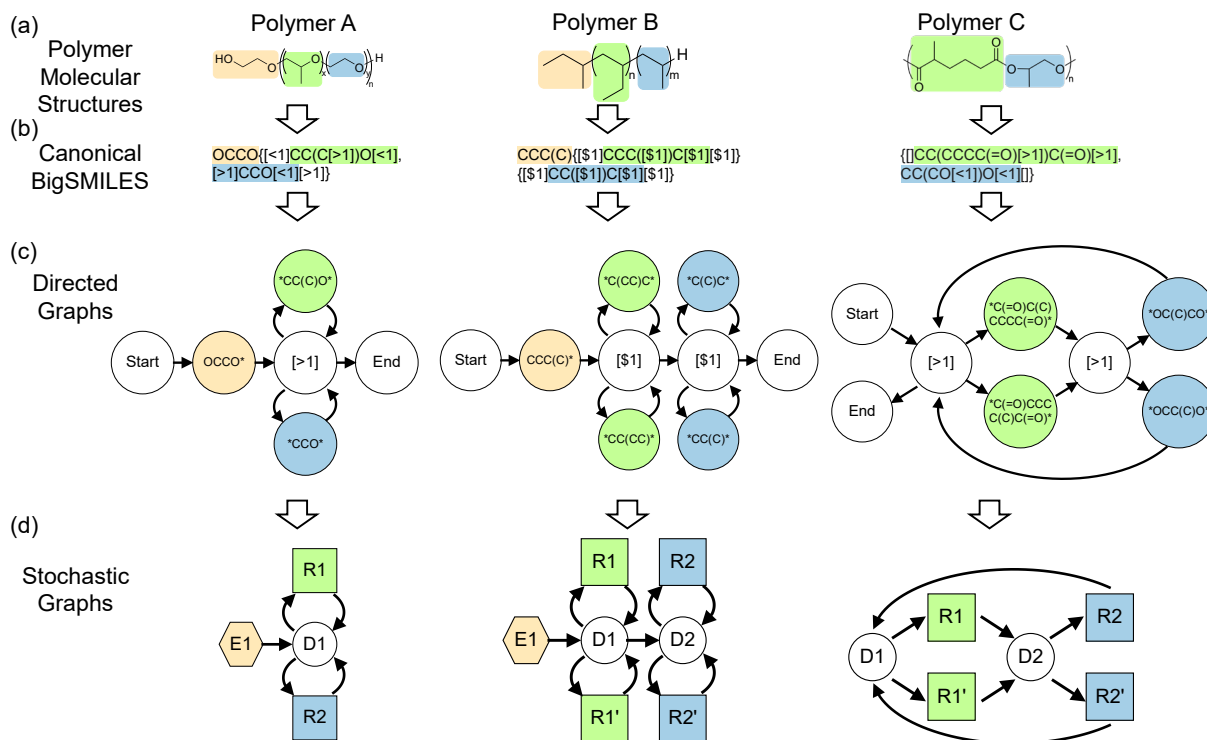 (a)
Polymer A
Polymer B
Polymer C
Polymer
Molecular
Structures
HO
O
O
x
O
y
n
H
n
m
H
O
O
O
O
n
(b)
Canonical
BigSMILES
OCCO{[<1]CC(C[>1])O[<1],
[>1]CCO[<1][>1]}
CCC(C){[$1]CCC([$1])C[$1][$1]}
{[$1]CC([$1])C[$1][$1]}
{[]CC(CCCC(=O)[>1])C(=O)[>1],
CC(CO[<1])O[<1][]}
(c)
Directed
Graphs
*CC(C)O*
Start
OCCO*
[>1]
End
*CCO*
*C(CC)C*
*C(C)C*
Start
CCC(C)*
[$1]
[$1]
End
*CC(CC)*
*CC(C)*
Start
*C(=O)C(C)
CCCC(=O)*
*OC(C)CO*
[>1]
[>1]
End
*C(=O)CCC
C(C)C(=O)*
*OCC(C)O*
(d)
Stochastic
Graphs
R1
E1
D1
R2
R1
R2
E1
D1
D2
R1'
R2'
R1
R2
D1
D2
R1'
R2'